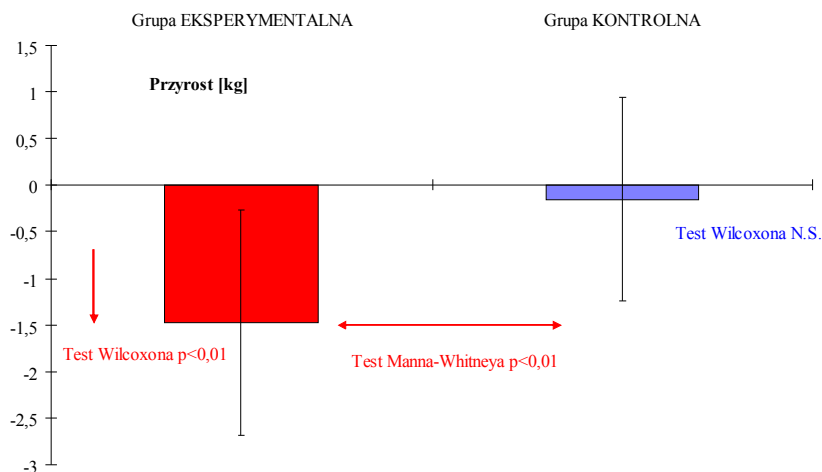 Grupa EKSPERYMENTALNA
Grupa KONTROLNA
1,5
Przyrost [kg]
1
0,5
0
-0,5
Test Wilcoxona N.S.
-1
-1,5
Test Wilcoxona p<0,01
Test Manna-Whitneya p<0,01
-2
-2,5
-3